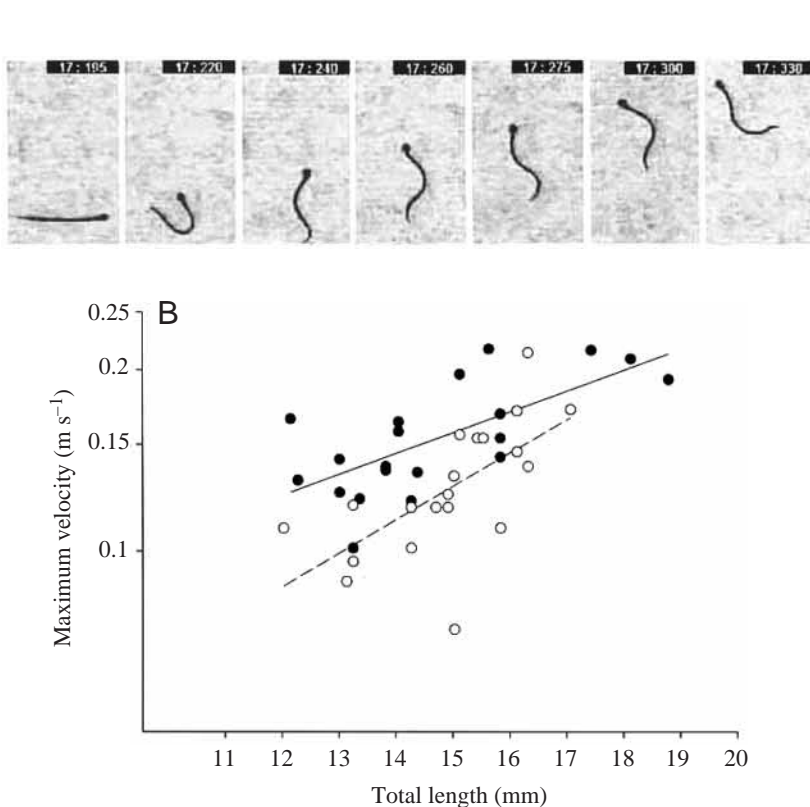 17:195 17:220 17:240 17:260 17:275 17:300 17:330
B
0.25
0.2
0.15
0.1
Maximum velocity (m s⁻¹)
11 12 13 14 15 16 17 18 19 20
Total length (mm)